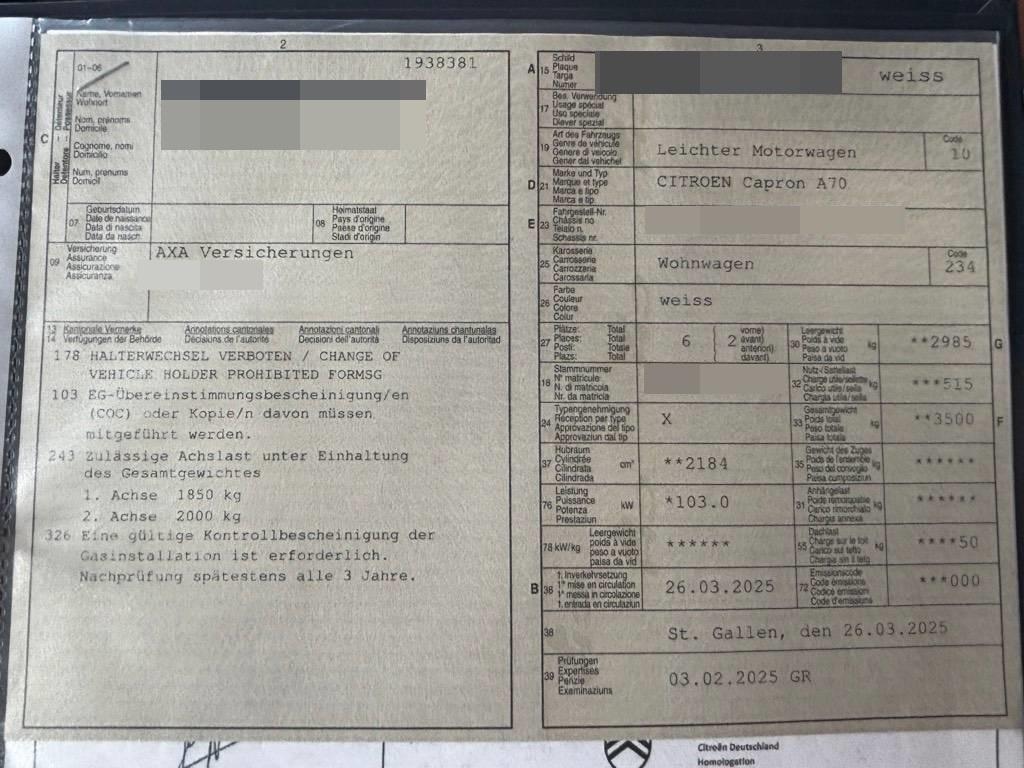 2
01-06
1938381
Name, Vornamen
Wohnort
Nom, prénoms
Domicile
Cognome, nomi
Domicilio
Num, prenums
Domicil
C
Halter – Détenteur
Detentore – Possessur
07
Geburtsdatum
Date de naissance
Data di nascita
Data da nasch.
08
Heimatstaat
Pays d'origine
Paese d'origine
Stadi d'origin
09
Versicherung
Assurance
Assicurazione
Assicuranza
AXA Versicherungen
13 Kantonale Vermerke Annotations cantonales Annotazioni cantonali Annotaziuns chantunalas
14 Verfügungen der Behörde Décisions de l'autorité Decisioni dell'autorità Disposiziuns da l'autoritad
178 HALTERWECHSEL VERBOTEN / CHANGE OF
VEHICLE HOLDER PROHIBITED FORMSG
103 EG-Übereinstimmungsbescheinigung/en
(COC) oder Kopie/n davon müssen
mitgeführt werden.
243 Zulässige Achslast unter Einhaltung
des Gesamtgewichtes
1. Achse 1850 kg
2. Achse 2000 kg
326 Eine gültige Kontrollbescheinigung der
Gasinstallation ist erforderlich.
Nachprüfung spätestens alle 3 Jahre.
3
A 15
Schild
Plaque
Targa
Numer
weiss
17
Bes. Verwendung
Usage spécial
Uso speciale
Diever spezial
19
Art des Fahrzeugs
Genre de véhicule
Genere di veicolo
Gener dal vehichel
Leichter Motorwagen
Code
10
D 21
Marke und Typ
Marque et type
Marca e tipo
Marca e tip
CITROEN Capron A70
E 23
Fahrgestell-Nr.
Châssis no
Telaio n.
Schassis nr.
25
Karosserie
Carrosserie
Carrozzeria
Carossaria
Wohnwagen
Code
234
26
Farbe
Couleur
Colore
Colur
weiss
27
Plätze: Total
Places: Total
Posti: Totale
Plazs: Total
6
2
vorne)
avant)
anteriori)
davant)
30
Leergewicht
Poids à vide
Peso a vuoto
Paisa da vid
kg
**2985
G
18
Stammnummer
N° matricule
N. di matricola
Nr. da matricla
32
Nutz-/Sattellast
Charge utile/sellette
Carico utile/sella
Chargia utila/sella
kg
***515
24
Typengenehmigung
Réception par type
Approvazione del tipo
Approvaziun dal tip
X
33
Gesamtgewicht
Poids total
Peso totale
Paisa totala
kg
**3500
F
37
Hubraum
Cylindrée
Cilindrata
Cilindrada
cm³
**2184
35
Gewicht des Zuges
Poids de l'ensemble
Peso del convoglio
Paisa cumposiziun
kg
******
76
Leistung
Puissance
Potenza
Prestaziun
kW
*103.0
31
Anhängelast
Poids remorquable
Carico rimorchiato
Chargia annexa
kg
******
78 kW/kg
Leergewicht
poids à vide
peso a vuoto
paisa da vid
******
55
Dachlast
Charge sur le toit
Carico sul tetto
Chargia sin il tetg
kg
****50
B 36
1. Inverkehrsetzung
1re mise en circulation
1a messa in circolazione
1. entrada en circulaziun
26.03.2025
72
Emissionscode
Code émissions
Codice emissioni
Code d'emissiuns
***000
38
St. Gallen, den 26.03.2025
39
Prüfungen
Expertises
Perizie
Examinaziuns
03.02.2025 GR
Citroën Deutschland
Homologation